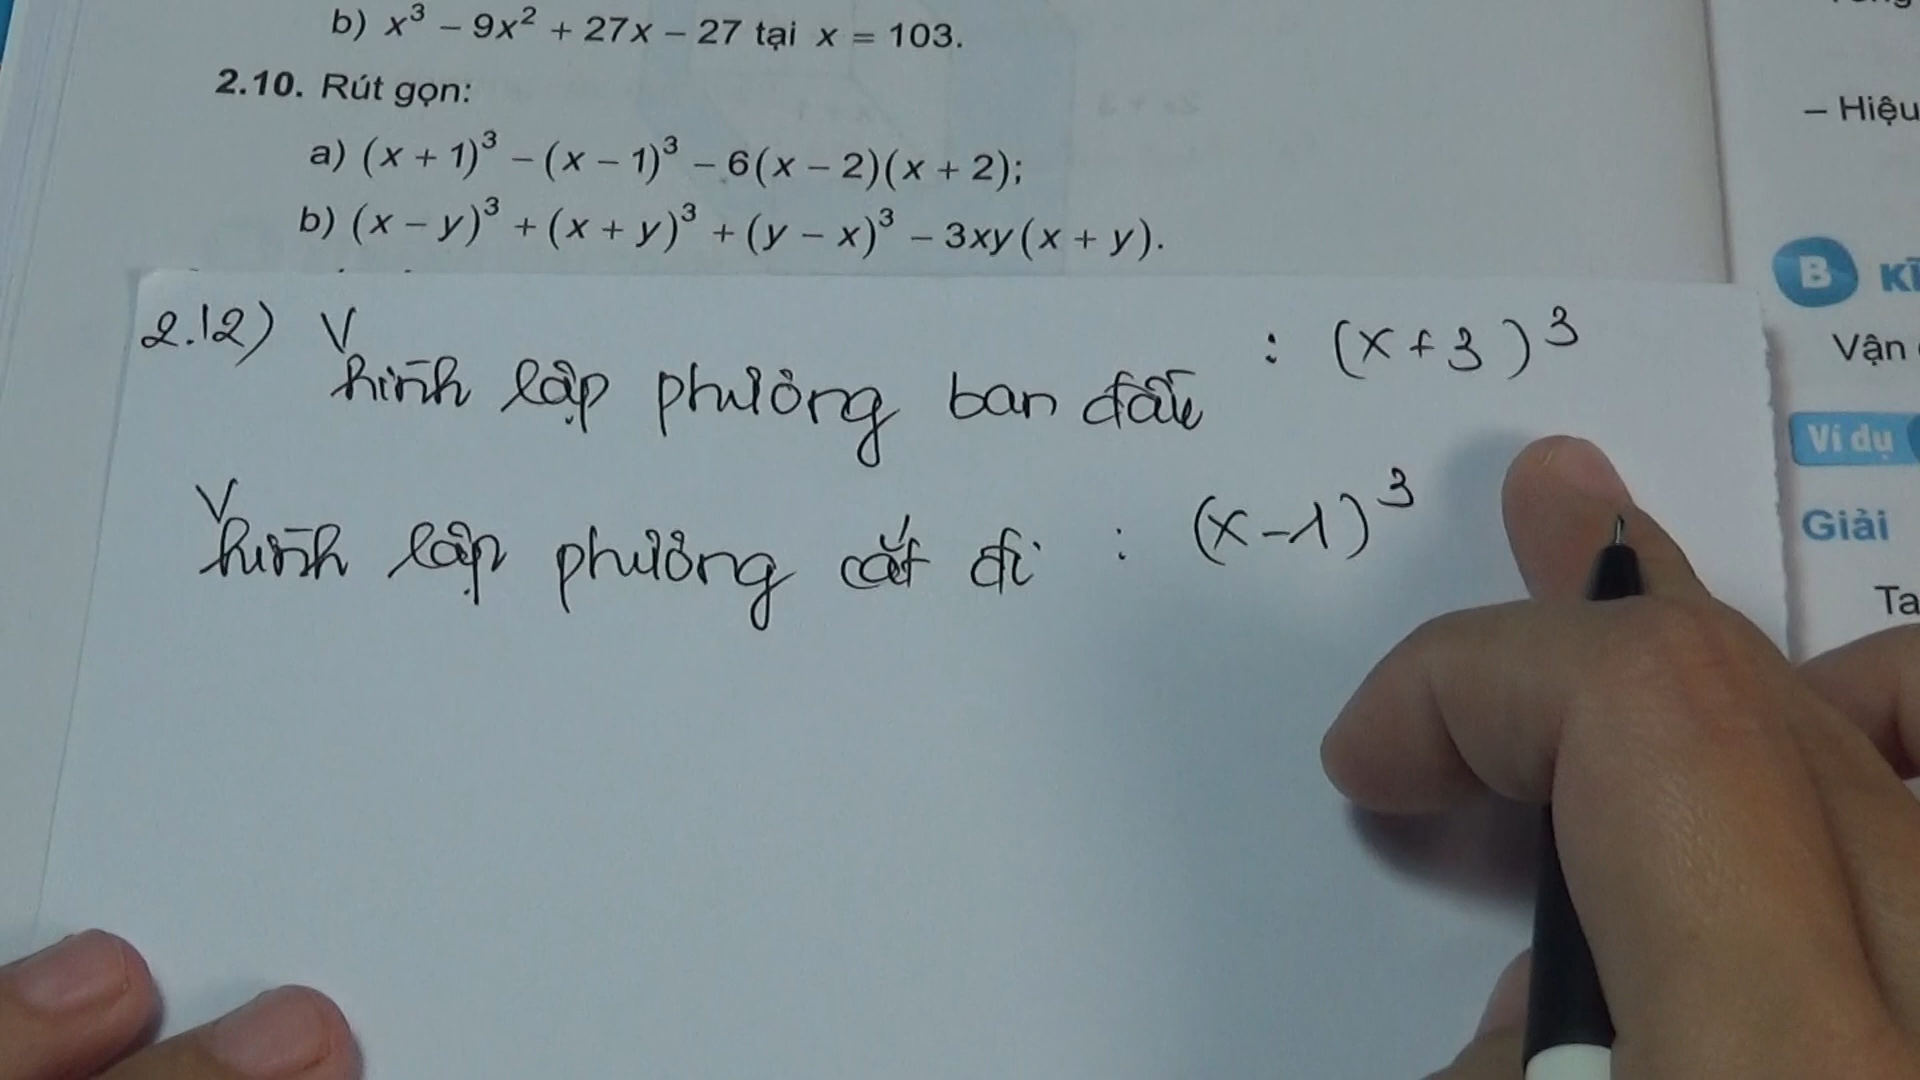 b) x³ − 9x² + 27x − 27 tại x = 103.
2.10. Rút gọn:
a) (x + 1)³ − (x − 1)³ − 6(x − 2)(x + 2);
b) (x − y)³ + (x + y)³ + (y − x)³ − 3xy(x + y).
2.12) V hình lập phương ban đầu : (x+3)³
V hình lập phương cắt đi : (x−1)³
− Hiệu
B
Vận
Ví dụ
Giải
Ta